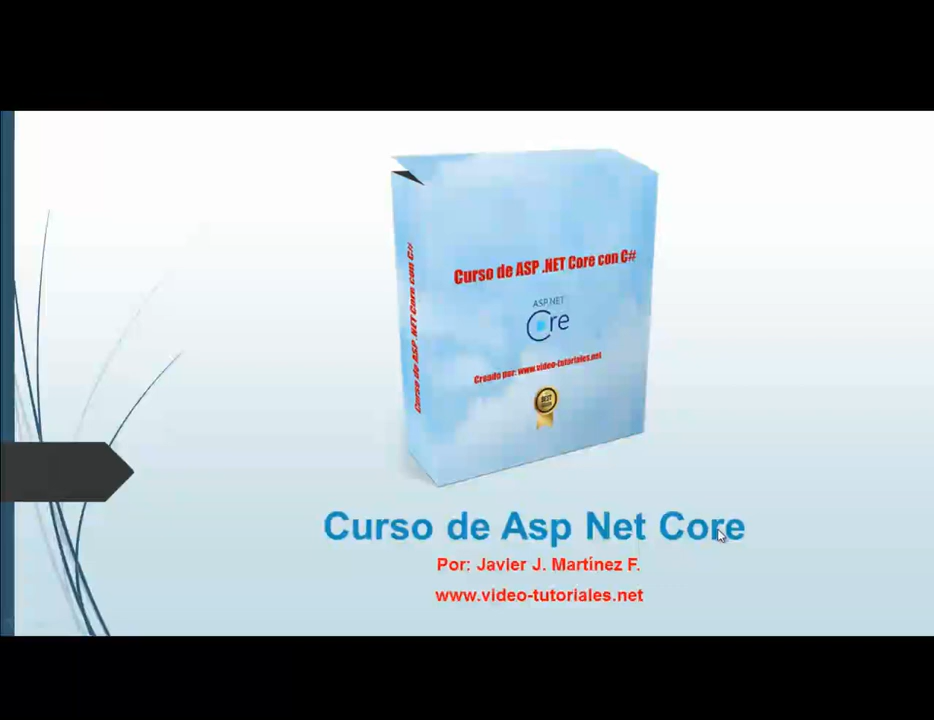 Curso de ASP .NET Core con C#
Curso de ASP .NET Core con C#
ASP.NET
Core
Creado por: www.video-tutoriales.net
BEST
Curso de Asp Net Core
Por: Javier J. Martínez F.
www.video-tutoriales.net